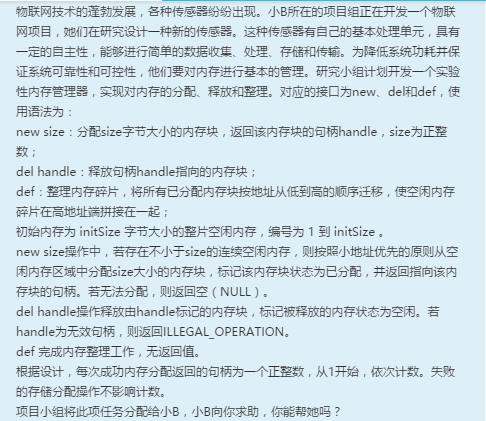 物联网技术的蓬勃发展，各种传感器纷纷出现。小B所在的项目组正在开发一个物联
网项目，她们在研究设计一种新的传感器。这种传感器有自己的基本处理单元，具有
一定的自主性，能够进行简单的数据收集、处理、存储和传输。为降低系统功耗并保
证系统可靠性和可控性，他们要对内存进行基本的管理。研究小组计划开发一个实验
性内存管理器，实现对内存的分配、释放和整理。对应的接口为new、del和def，使
用语法为：
new size：分配size字节大小的内存块，返回该内存块的句柄handle，size为正整
数；
del handle：释放句柄handle指向的内存块；
def：整理内存碎片，将所有已分配内存块按地址从低到高的顺序迁移，使空闲内存
碎片在高地址端拼接在一起；
初始内存为 initSize 字节大小的整片空闲内存，编号为 1 到 initSize 。
new size操作中，若存在不小于size的连续空闲内存，则按照小地址优先的原则从空
闲内存区域中分配size大小的内存块，标记该内存块状态为已分配，并返回指向该内
存块的句柄。若无法分配，则返回空（NULL）。
del handle操作释放由handle标记的内存块，标记被释放的内存状态为空闲。若
handle为无效句柄，则返回ILLEGAL_OPERATION。
def 完成内存整理工作，无返回值。
根据设计，每次成功内存分配返回的句柄为一个正整数，从1开始，依次计数。失败
的存储分配操作不影响计数。
项目小组将此项任务分配给小B，小B向你求助，你能帮她吗？